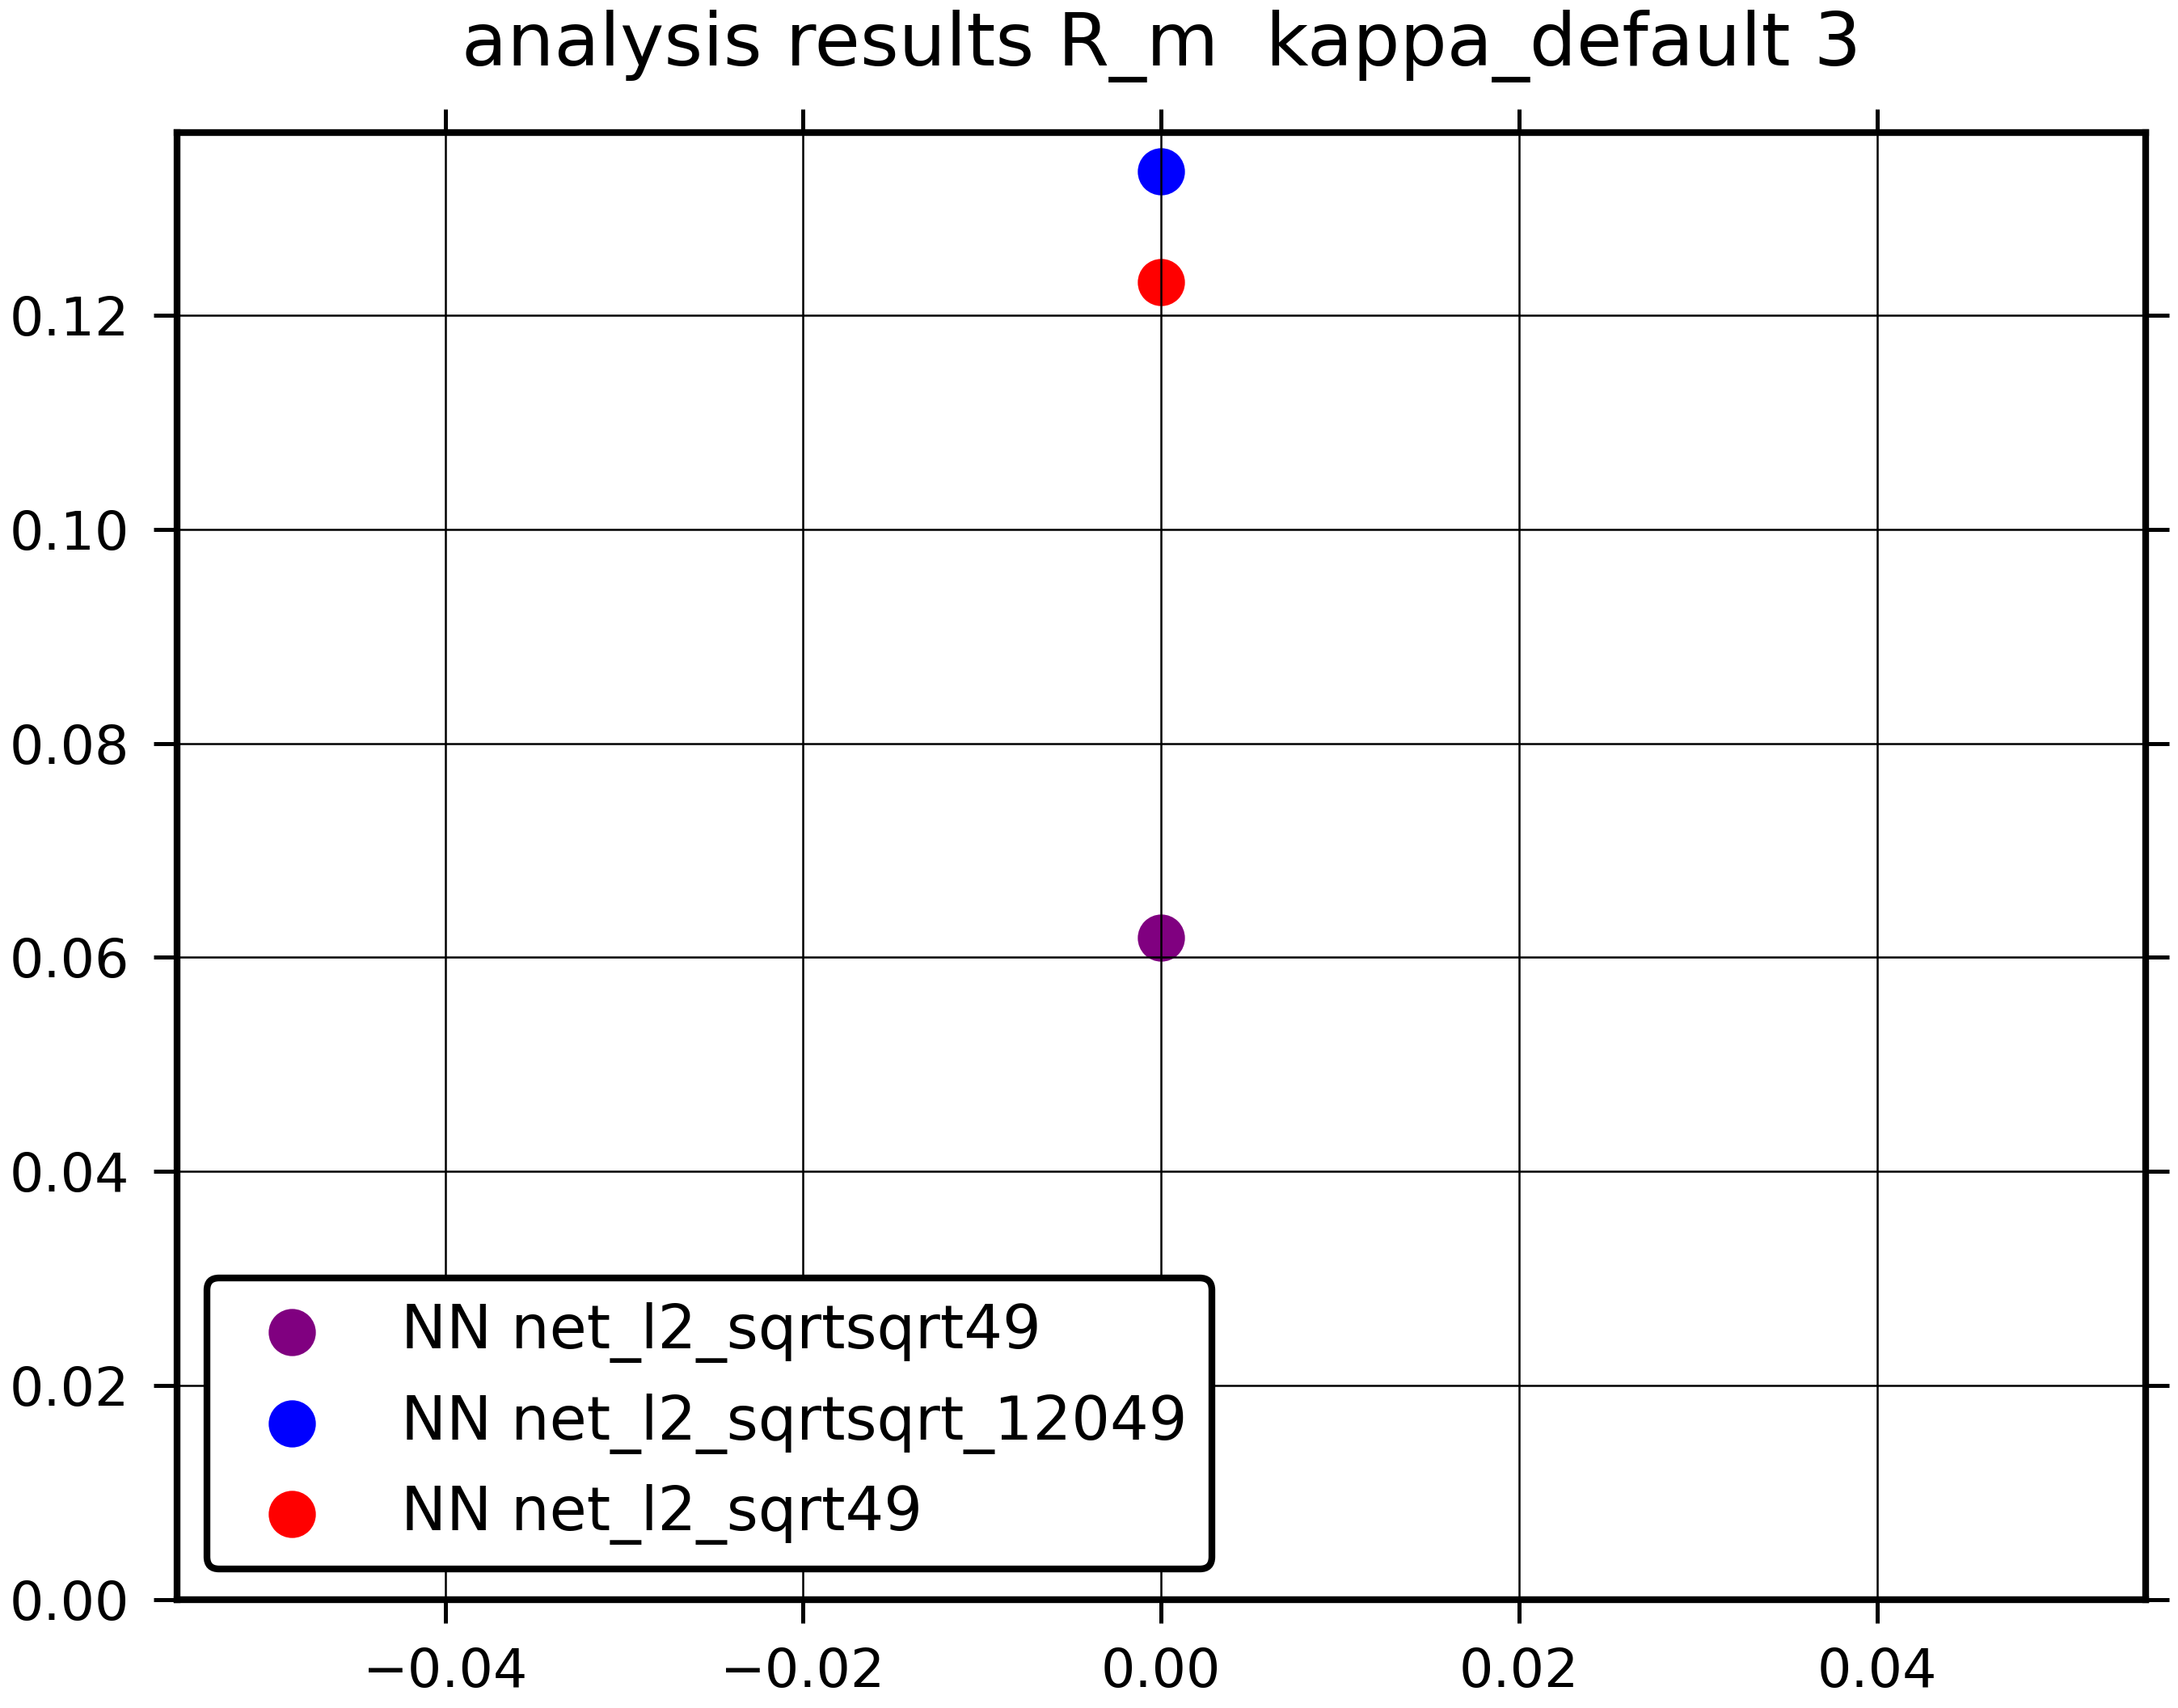 analysis results R_m  kappa_default 3
0.12
0.10
0.08
0.06
0.04
0.02
0.00
NN net_l2_sqrtsqrt49
NN net_l2_sqrtsqrt_12049
NN net_l2_sqrt49
−0.04 −0.02 0.00 0.02 0.04